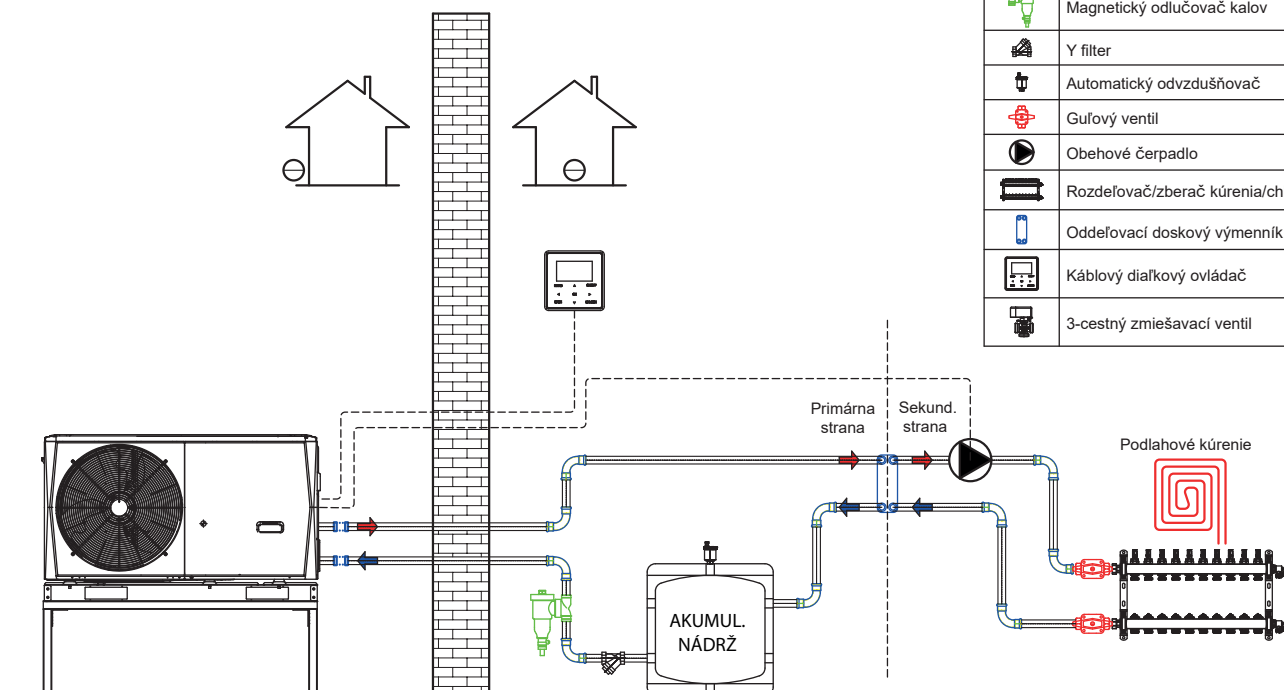 Magnetický odlučovač kalov
Y filter
Automatický odvzdušňovač
Guľový ventil
Obehové čerpadlo
Rozdeľovač/zberač kúrenia/ch
Oddeľovací doskový výmenník
Káblový diaľkový ovládač
3-cestný zmiešavací ventil
Primárna
strana
Sekund.
strana
Podlahové kúrenie
AKUMUL.
NÁDRŽ